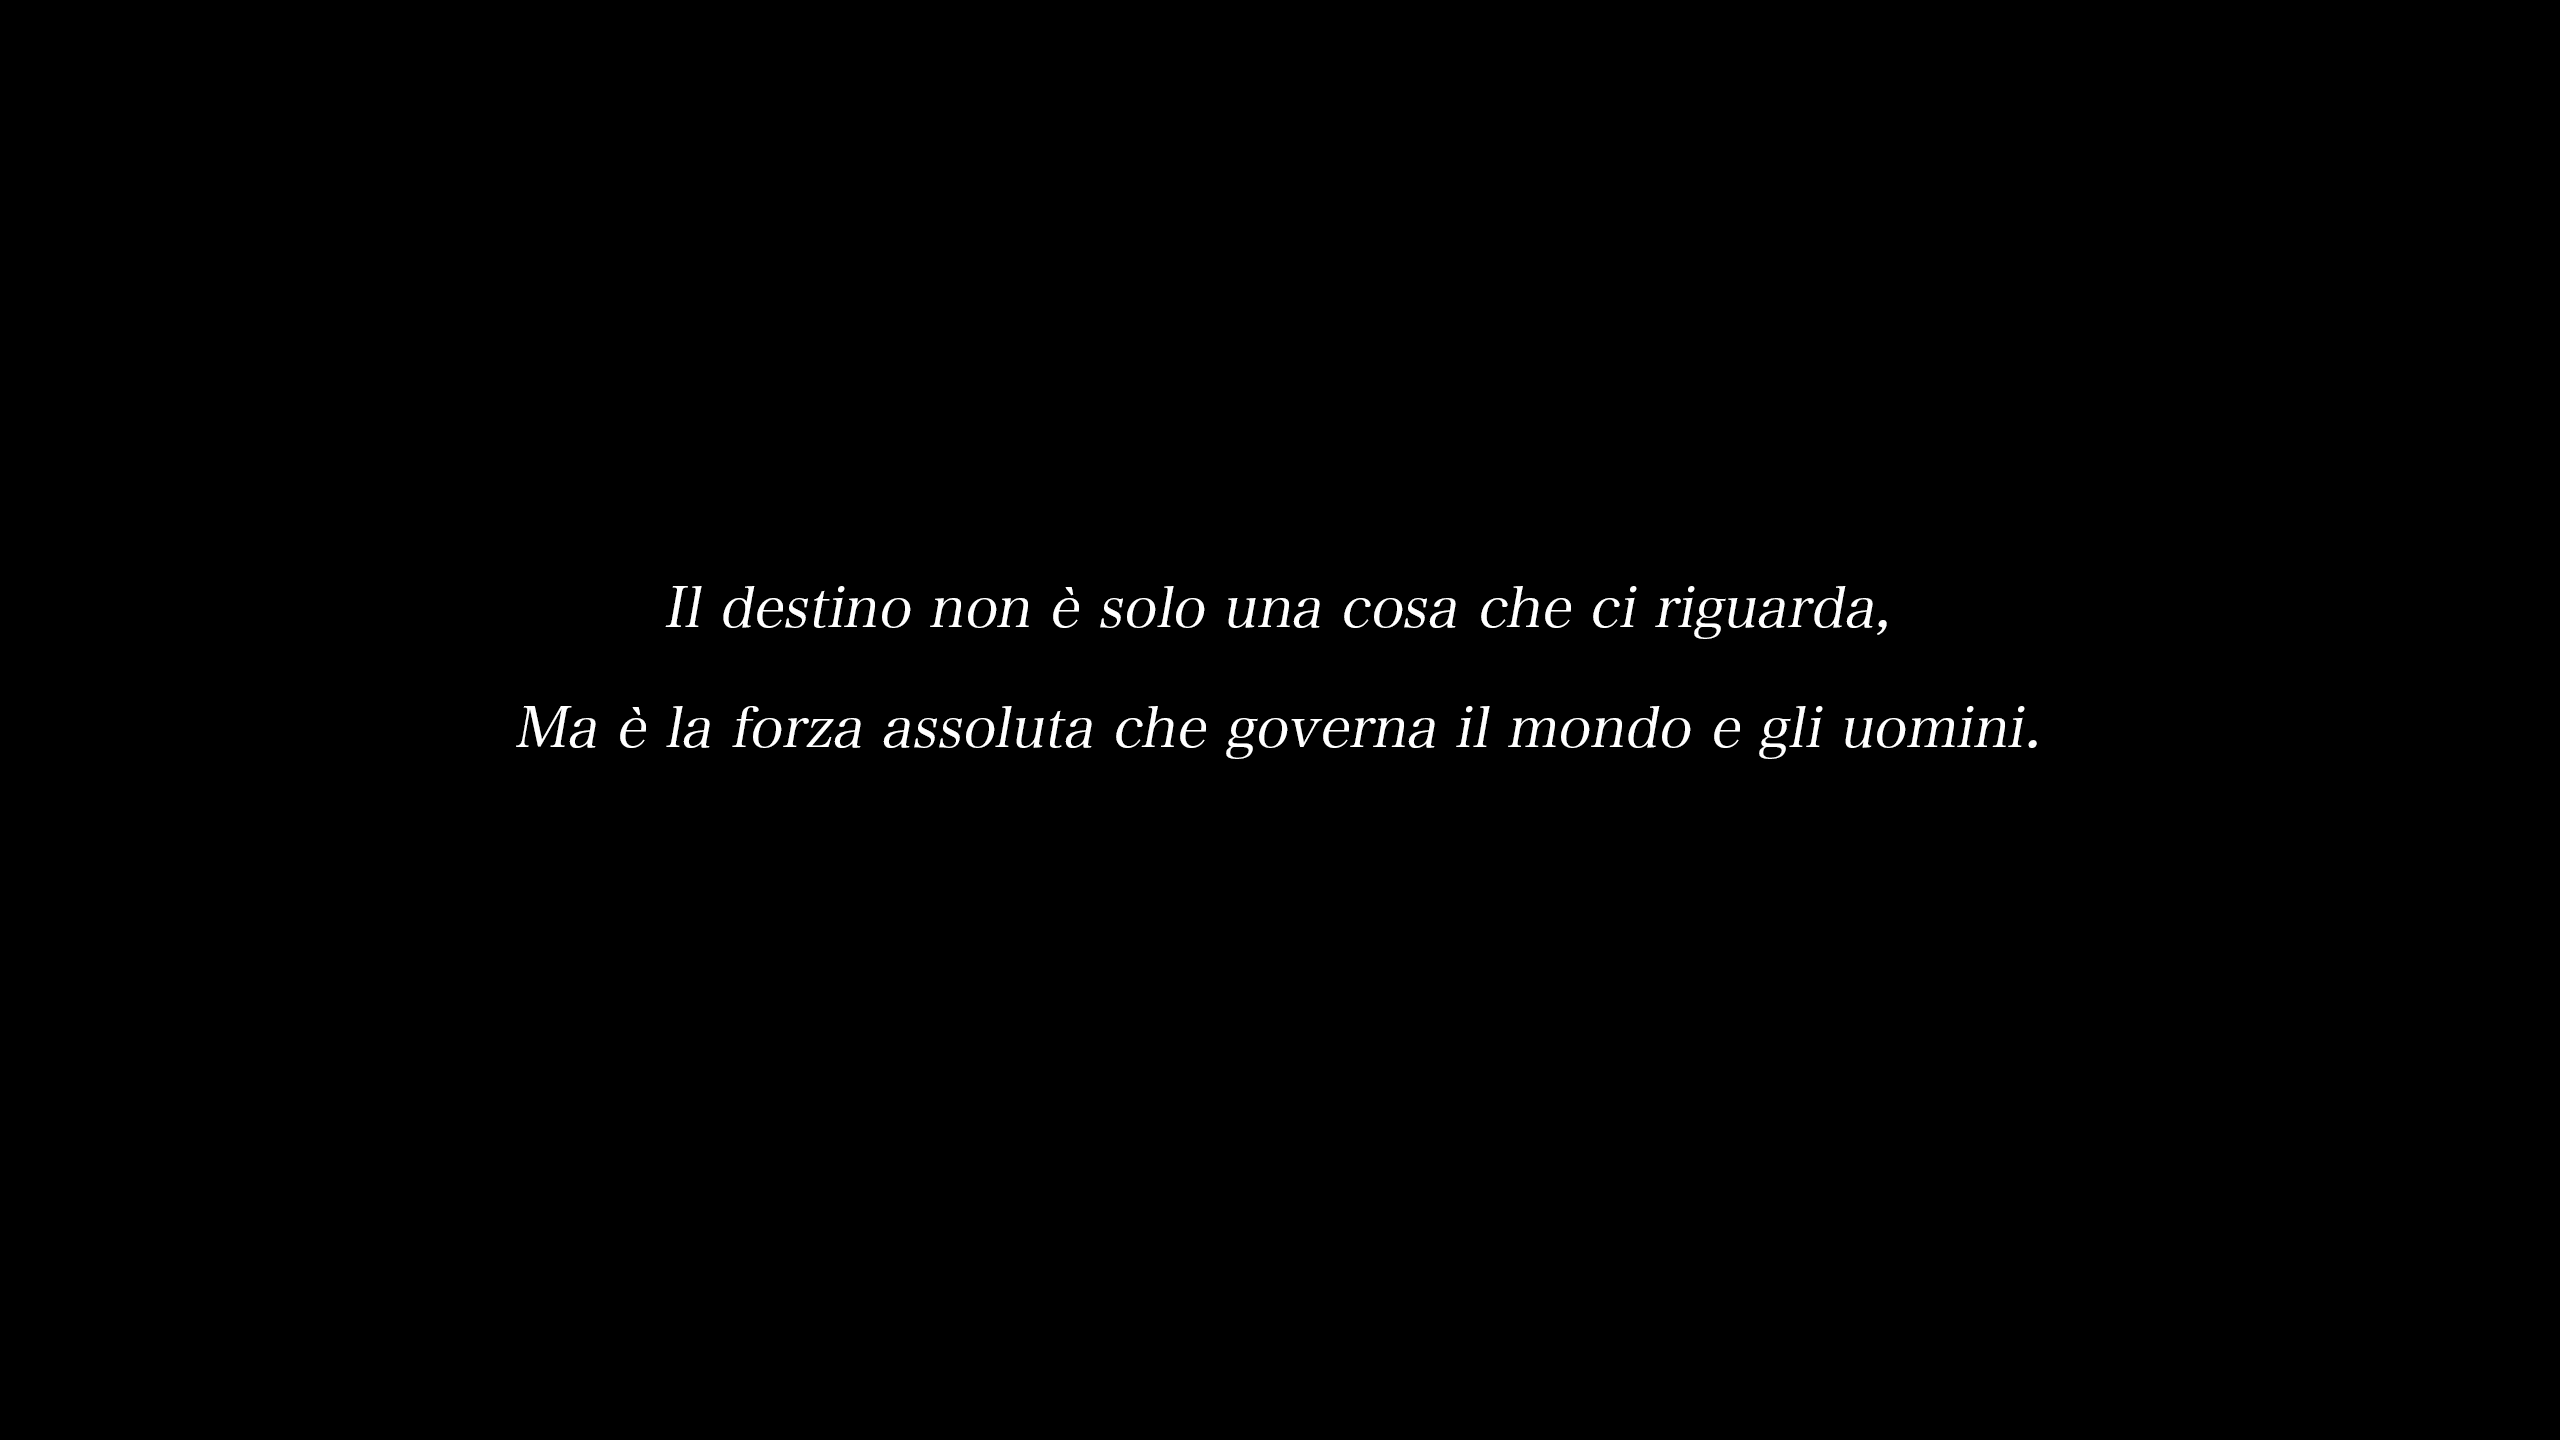 Il destino non è solo una cosa che ci riguarda,
Ma è la forza assoluta che governa il mondo e gli uomini.